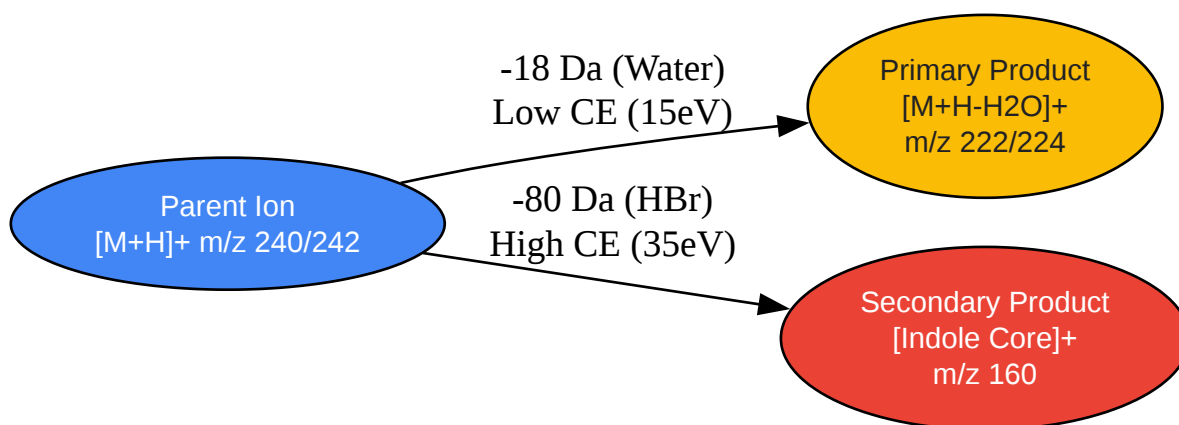 -18 Da (Water)
Low CE (15eV)
Primary Product
[M+H-H2O]+
m/z 222/224
Parent Ion
[M+H]+ m/z 240/242
-80 Da (HBr)
High CE (35eV)
Secondary Product
[Indole Core]+
m/z 160